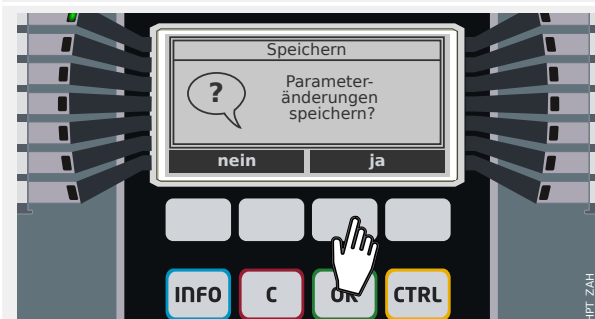 Speichern
?
Parameter-
änderungen
speichern?
nein ja
INFO C OK CTRL
HPT_ZAH